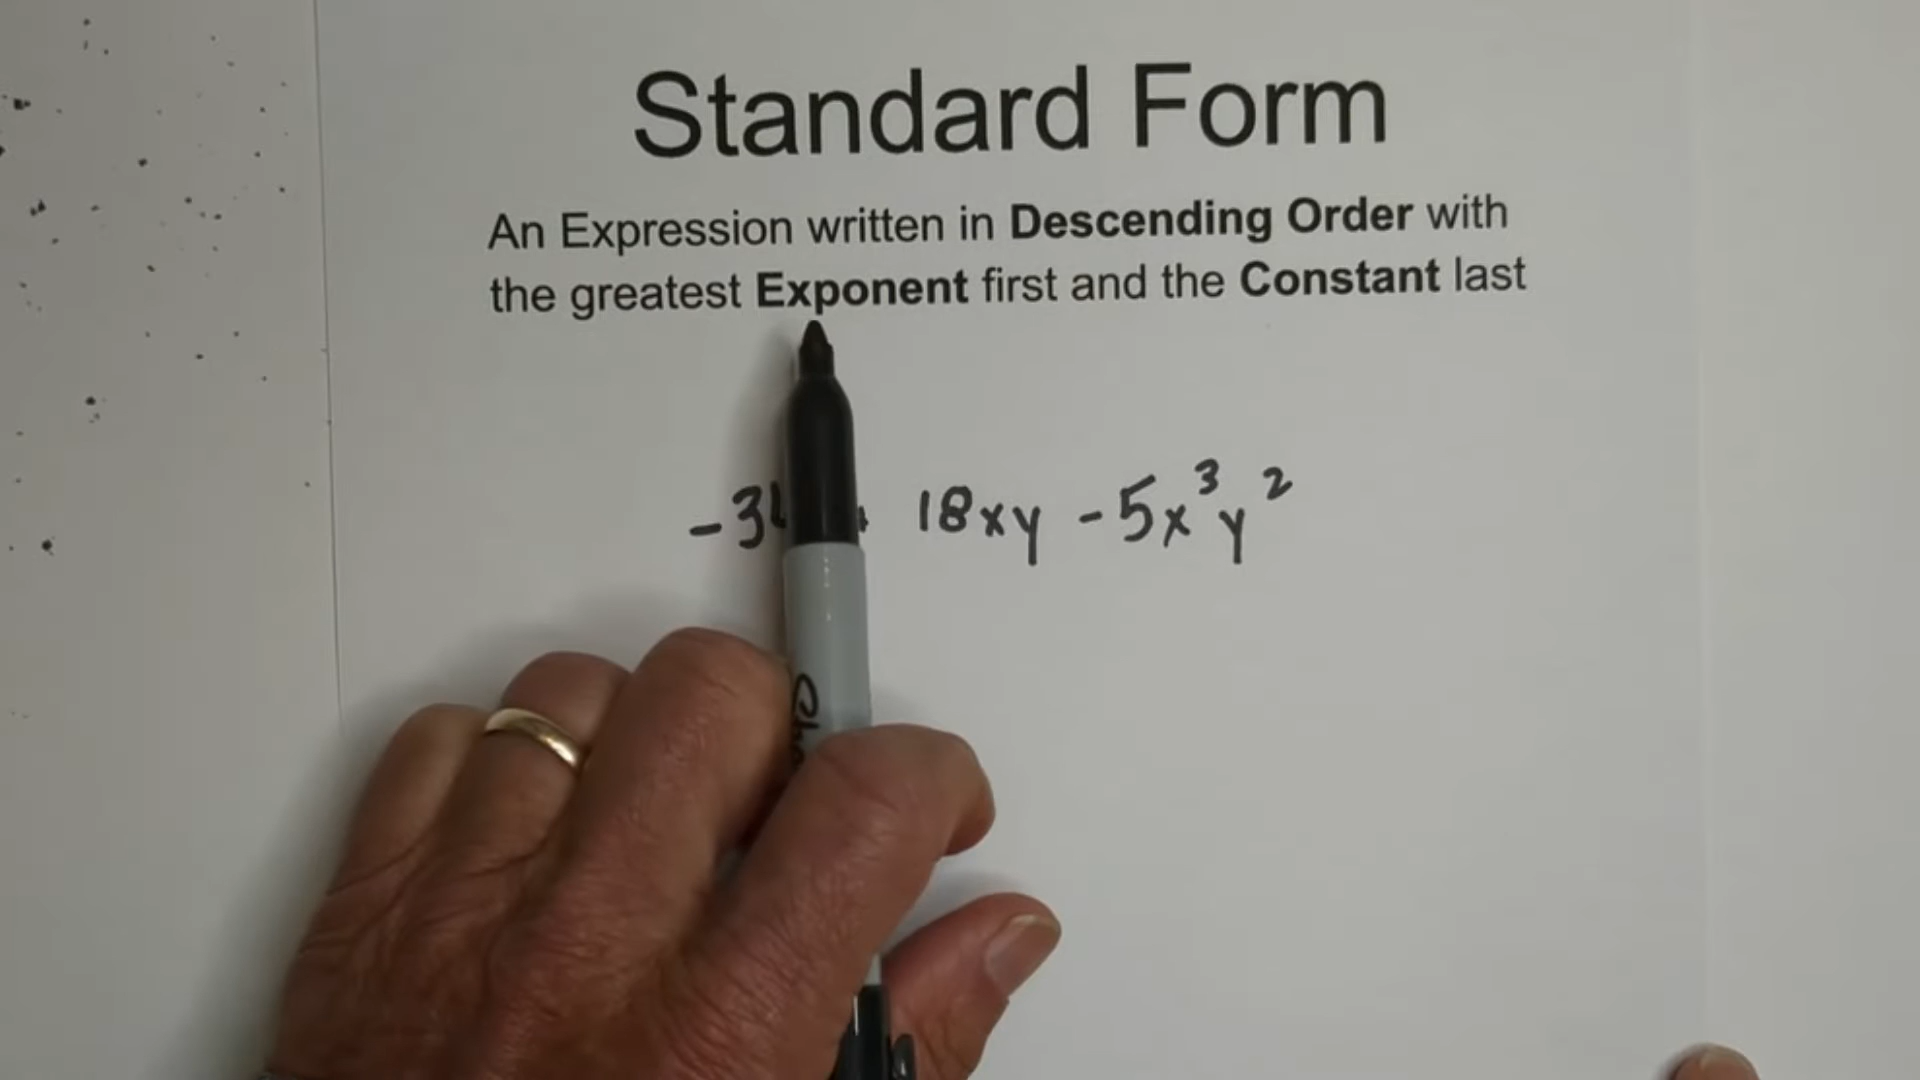 Standard Form
An Expression written in Descending Order with
the greatest Exponent first and the Constant last
-3 18xy - 5x³y²